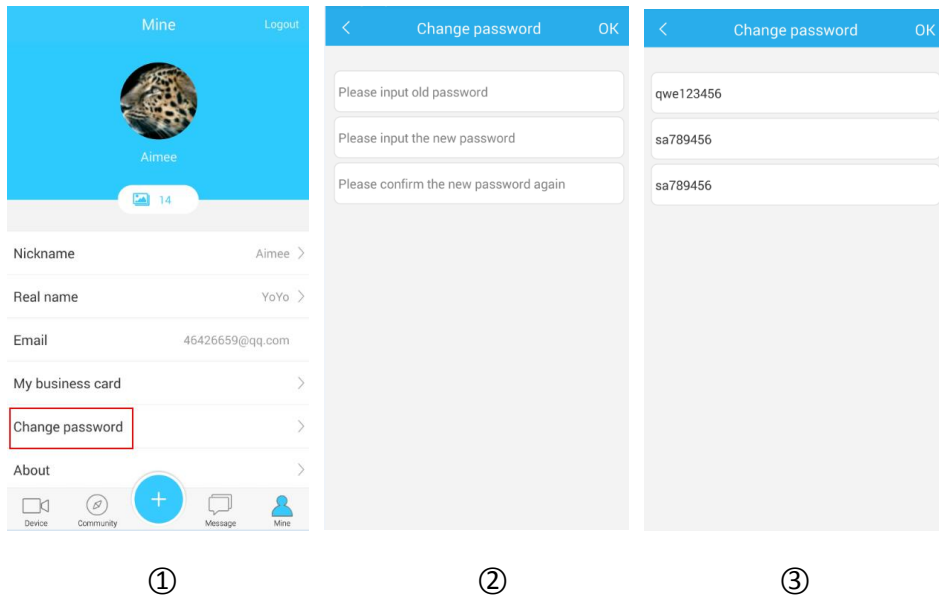 Mine
Logout
Aimee
14
Nickname
Aimee
Real name
YoYo
Email
46426659@qq.com
My business card
Change password
About
Device
Community
Message
Mine
①
Change password
OK
Please input old password
Please input the new password
Please confirm the new password again
②
Change password
OK
qwe123456
sa789456
sa789456
③